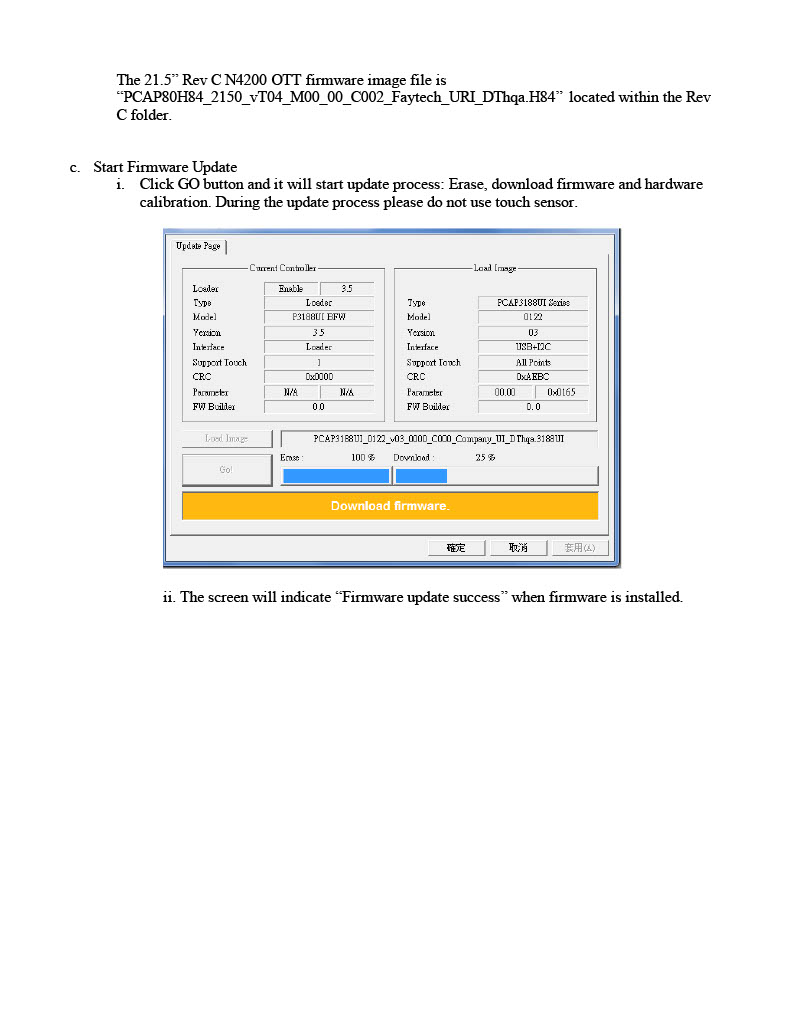 The 21.5” Rev C N4200 OTT firmware image file is
“PCAP80H84_2150_vT04_M00_00_C002_Faytech_URI_DThqa.H84” located within the Rev
C folder.
c. Start Firmware Update
i. Click GO button and it will start update process: Erase, download firmware and hardware
calibration. During the update process please do not use touch sensor.
Update Page
Current Controller Load Image
Loader Enable 3.5
Type Loader Type PCAP3188UI Series
Model P3188UI BFW Model 0122
Version 3.5 Version 03
Interface Loader Interface USB+I2C
Support Touch 1 Support Touch All Points
CRC 0x0000 CRC 0xAEBC
Parameter N/A N/A Parameter 00.00 0x0165
FW Builder 0.0 FW Builder 0. 0
Load Image PCAP3188UI_0122_v03_0000_C000_Company_UI_DThqa.3188UI
Erase : 100 % Download : 25 %
Go!
Download firmware.
確定 取消 套用(A)
ii. The screen will indicate “Firmware update success” when firmware is installed.